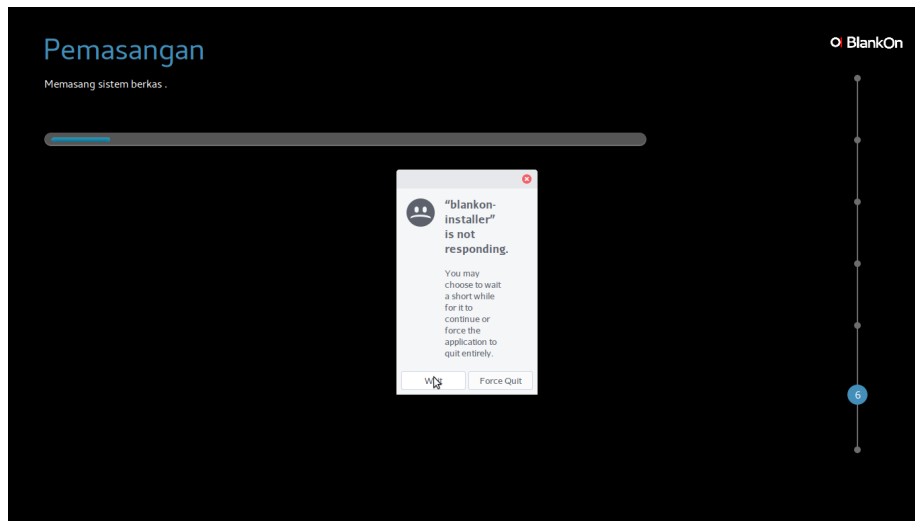 Pemasangan
BlankOn
Memasang sistem berkas .
“blankon-
installer”
is not
responding.
You may
choose to wait
a short while
for it to
continue or
force the
application to
quit entirely.
Force Quit
6